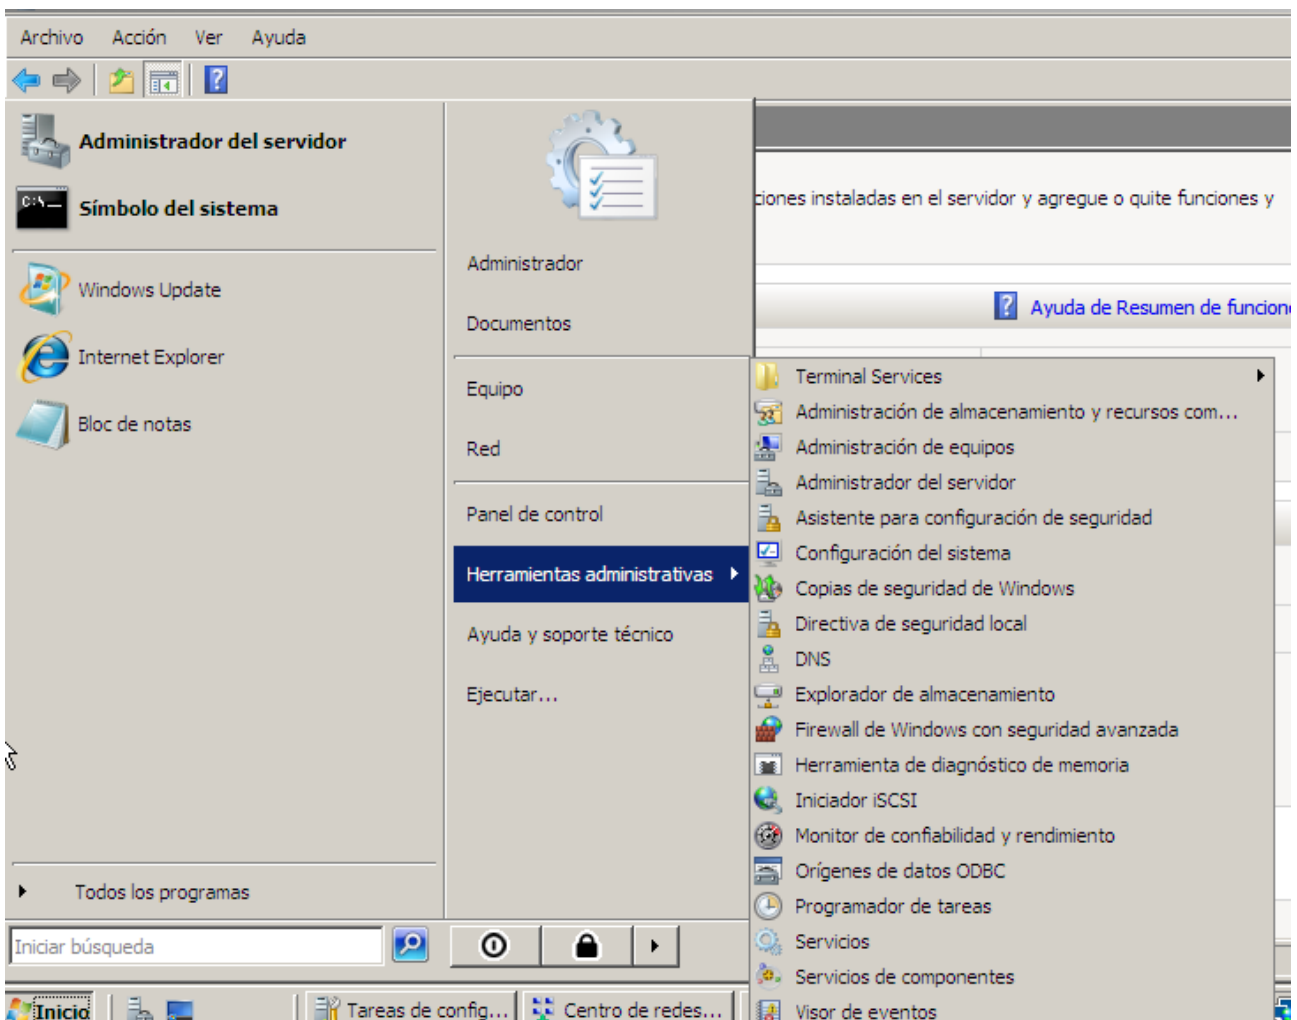 Archivo Acción Ver Ayuda
Administrador del servidor
C:\
Símbolo del sistema
Windows Update
Internet Explorer
Bloc de notas
Todos los programas
Iniciar búsqueda
Administrador
Documentos
Equipo
Red
Panel de control
Herramientas administrativas
Ayuda y soporte técnico
Ejecutar...
ciones instaladas en el servidor y agregue o quite funciones y
Ayuda de Resumen de funcion
Terminal Services
Administración de almacenamiento y recursos com...
Administración de equipos
Administrador del servidor
Asistente para configuración de seguridad
Configuración del sistema
Copias de seguridad de Windows
Directiva de seguridad local
DNS
Explorador de almacenamiento
Firewall de Windows con seguridad avanzada
Herramienta de diagnóstico de memoria
Iniciador iSCSI
Monitor de confiabilidad y rendimiento
Orígenes de datos ODBC
Programador de tareas
Servicios
Servicios de componentes
Visor de eventos
Inicio Tareas de config... Centro de redes...